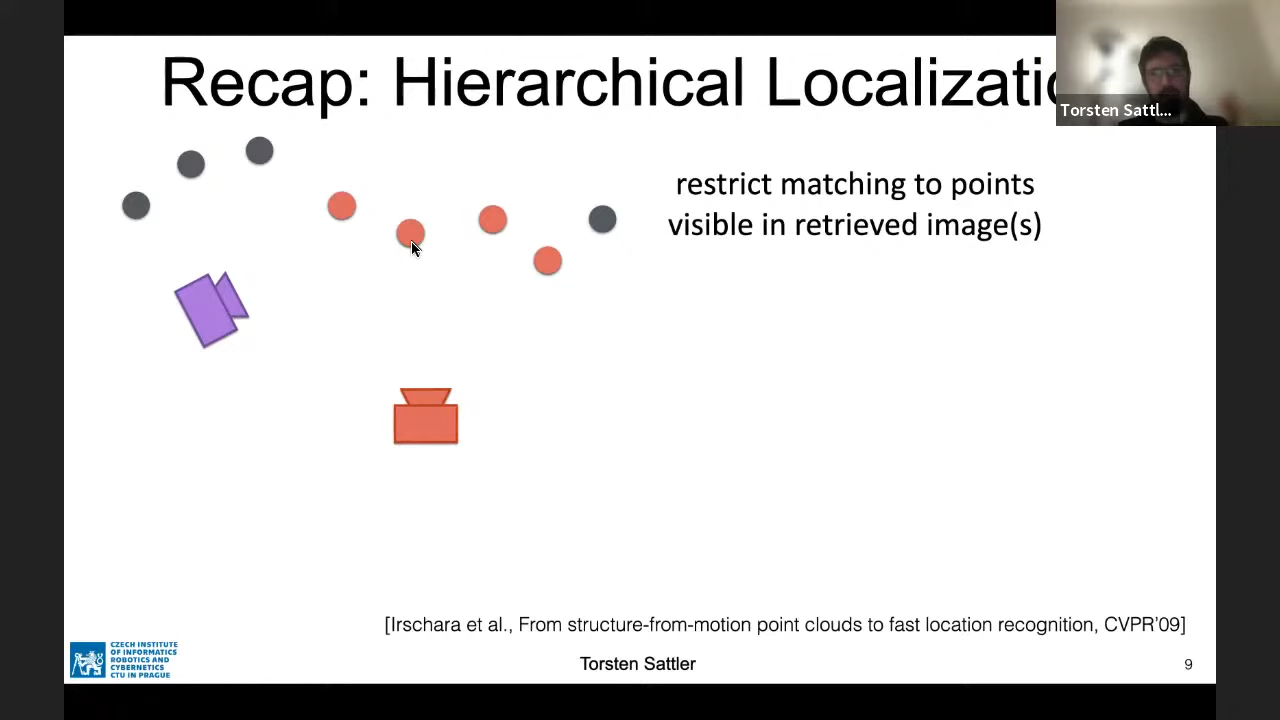 Recap: Hierarchical Localizatio
Torsten Sattl...
restrict matching to points
visible in retrieved image(s)
[Irschara et al., From structure-from-motion point clouds to fast location recognition, CVPR'09]
CZECH INSTITUTE
OF INFORMATICS
ROBOTICS AND
CYBERNETICS
CTU IN PRAGUE
Torsten Sattler
9